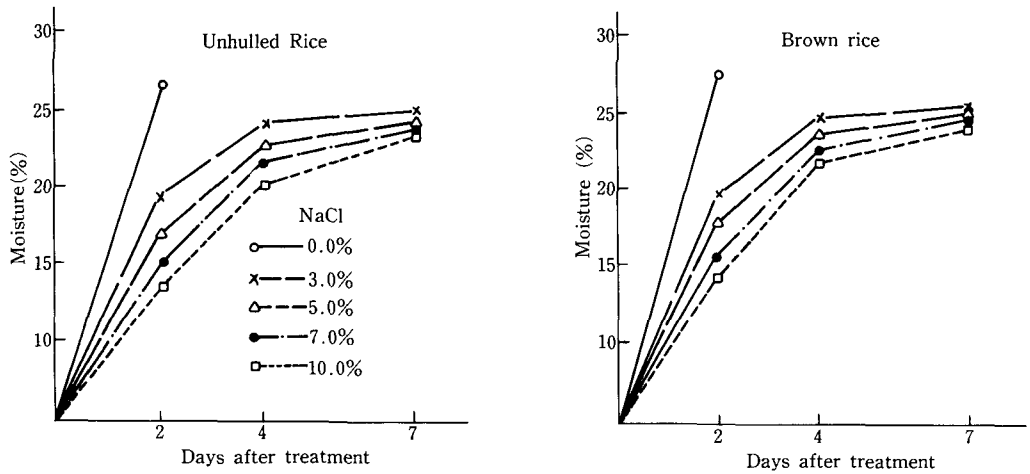 Unhulled Rice
30
25
20
15
10
Moisture(%)
NaCl
0.0%
3.0%
5.0%
7.0%
10.0%
2 4 7
Days after treatment
Brown rice
30
25
20
15
10
Moisture (%)
2 4 7
Days after treatment